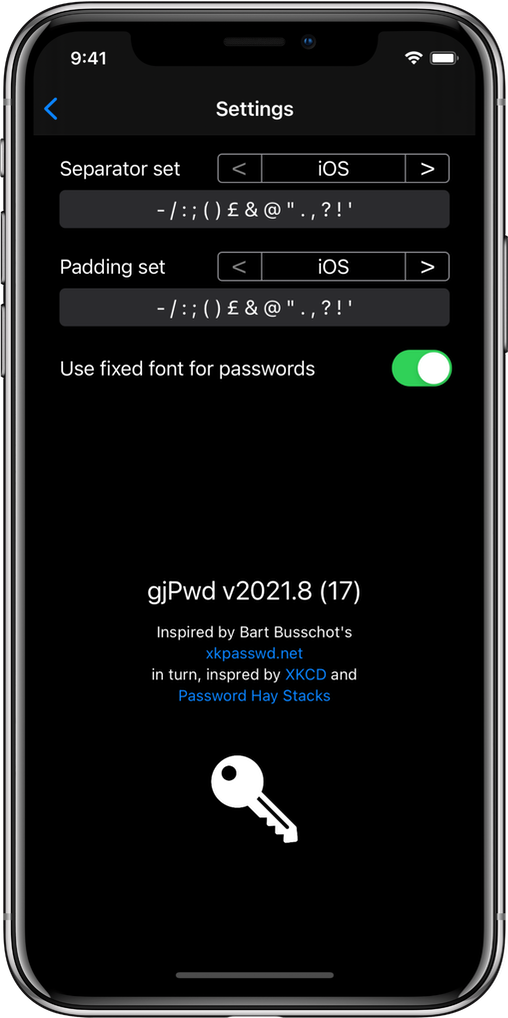 9:41
Settings
Separator set < iOS >
- / : ; ( ) £ & @ " . , ? ! '
Padding set < iOS >
- / : ; ( ) £ & @ " . , ? ! '
Use fixed font for passwords
gjPwd v2021.8 (17)
Inspired by Bart Busschot's
xkpasswd.net
in turn, inspred by XKCD and
Password Hay Stacks